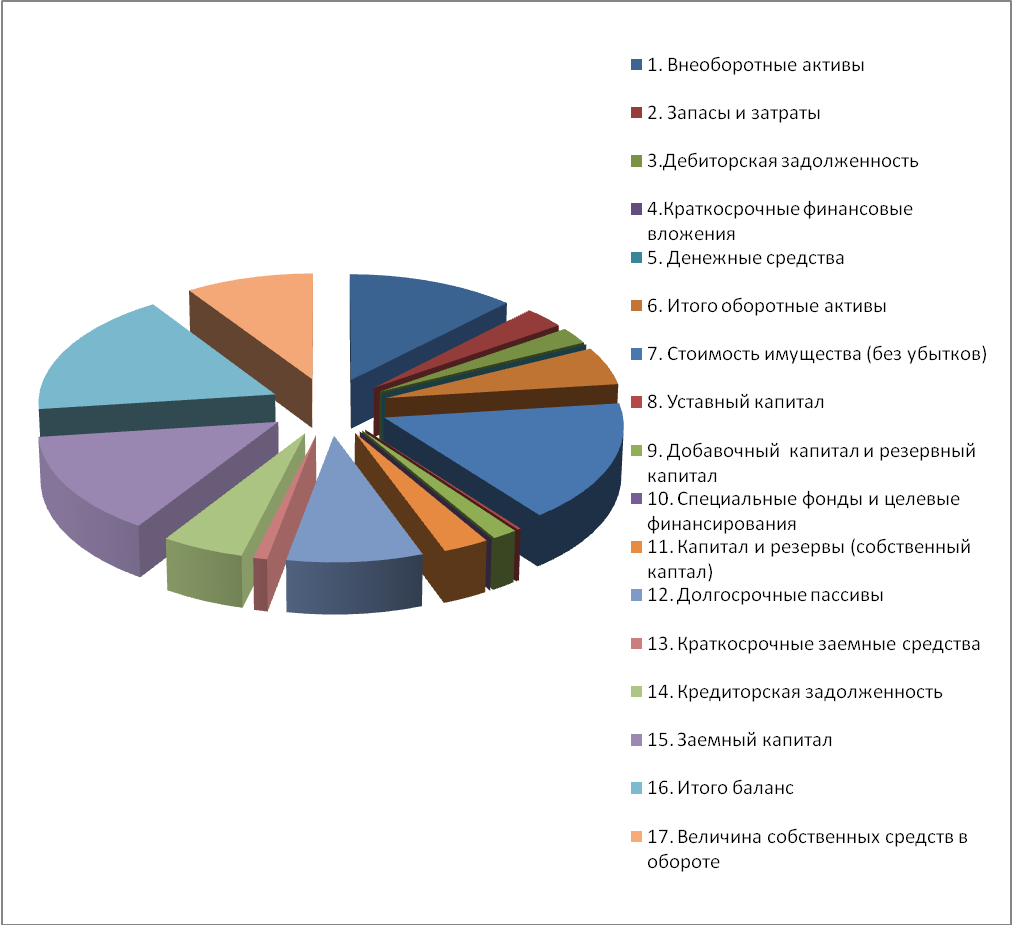 1. Внеоборотные активы
2. Запасы и затраты
3.Дебиторская задолженность
4.Краткосрочные финансовые
вложения
5. Денежные средства
6. Итого оборотные активы
7. Стоимость имущества (без убытков)
8. Уставный капитал
9. Добавочный капитал и резервный
капитал
10. Специальные фонды и целевые
финансирования
11. Капитал и резервы (собственный
каптал)
12. Долгосрочные пассивы
13. Краткосрочные заемные средства
14. Кредиторская задолженность
15. Заемный капитал
16. Итого баланс
17. Величина собственных средств в
обороте